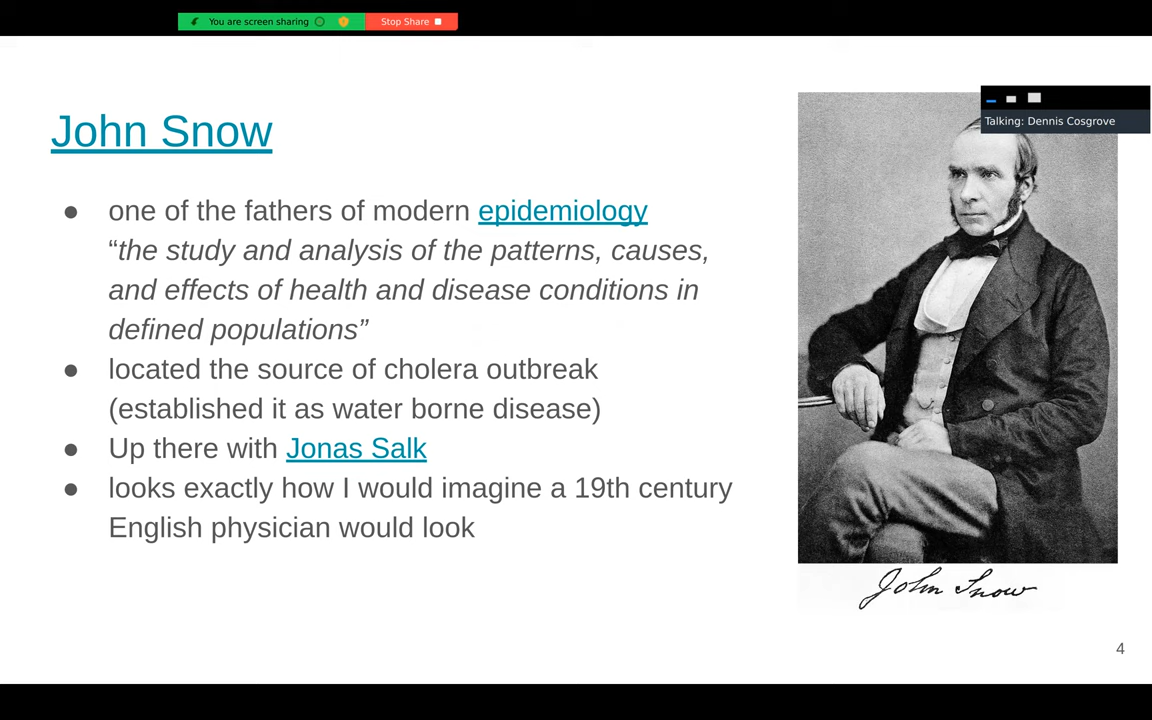 You are screen sharing Stop Share
Talking: Dennis Cosgrove
John Snow
● one of the fathers of modern epidemiology
“the study and analysis of the patterns, causes,
and effects of health and disease conditions in
defined populations”
● located the source of cholera outbreak
(established it as water borne disease)
● Up there with Jonas Salk
● looks exactly how I would imagine a 19th century
English physician would look
John Snow
4